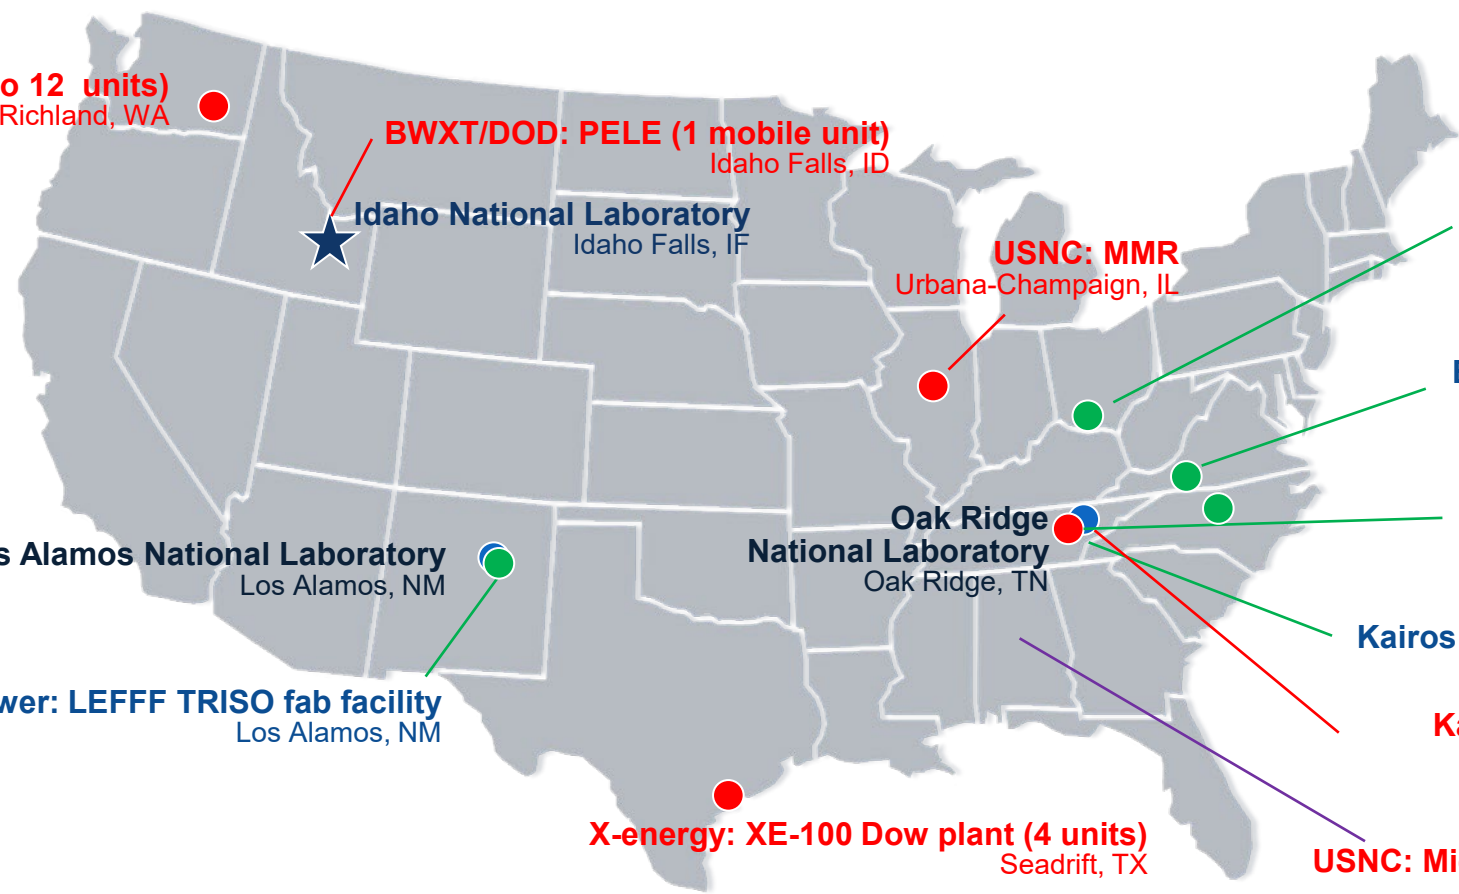 o 12 units)
Richland, WA
BWXT/DOD: PELE (1 mobile unit)
Idaho Falls, ID
Idaho National Laboratory
Idaho Falls, IF
USNC: MMR
Urbana-Champaign, IL
Oak Ridge
National Laboratory
Oak Ridge, TN
s Alamos National Laboratory
Los Alamos, NM
Kairos
wer: LEFFF TRISO fab facility
Los Alamos, NM
Ka
X-energy: XE-100 Dow plant (4 units)
Seadrift, TX
USNC: Mi